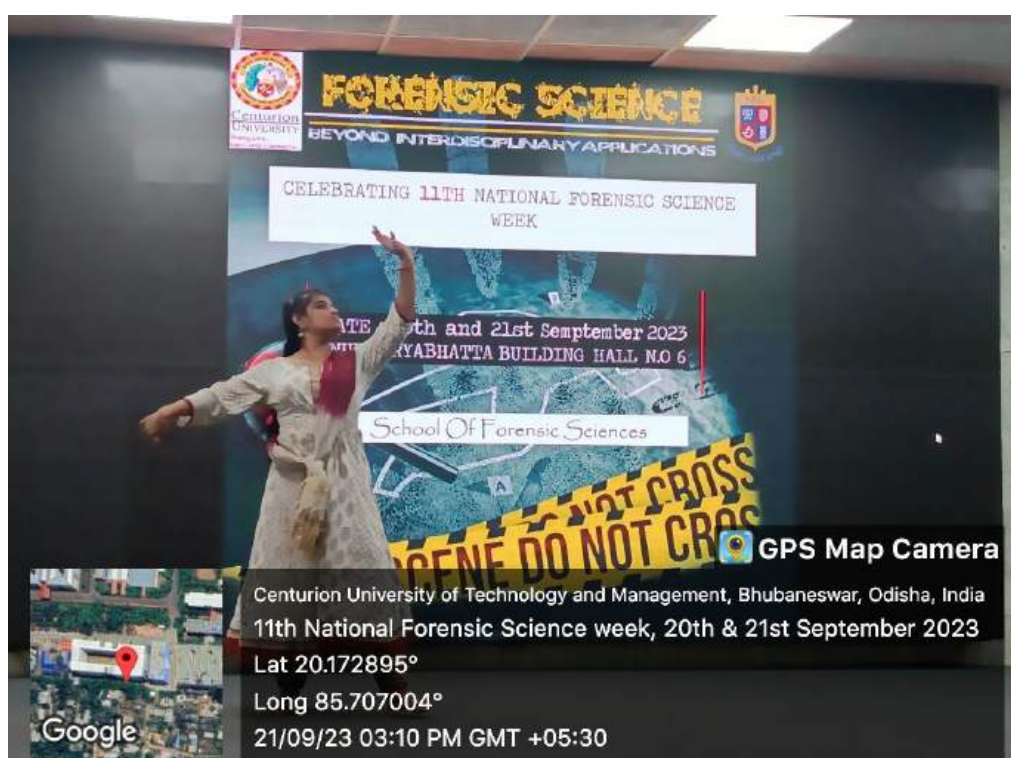 Centurion
UNIVERSITY
FORENSIC SCIENCE
BEYOND INTERDISCIPLINARY APPLICATIONS
CELEBRATING 11TH NATIONAL FORENSIC SCIENCE
WEEK
and 21st Semptember 2023
BUILDING HALL N.O 6
School Of Forensic Sciences
B
A
DO NOT CROSS
DO NOT CROS
GPS Map Camera
Centurion University of Technology and Management, Bhubaneswar, Odisha, India
11th National Forensic Science week, 20th & 21st September 2023
Lat 20.172895°
Long 85.707004°
21/09/23 03:10 PM GMT +05:30
Google